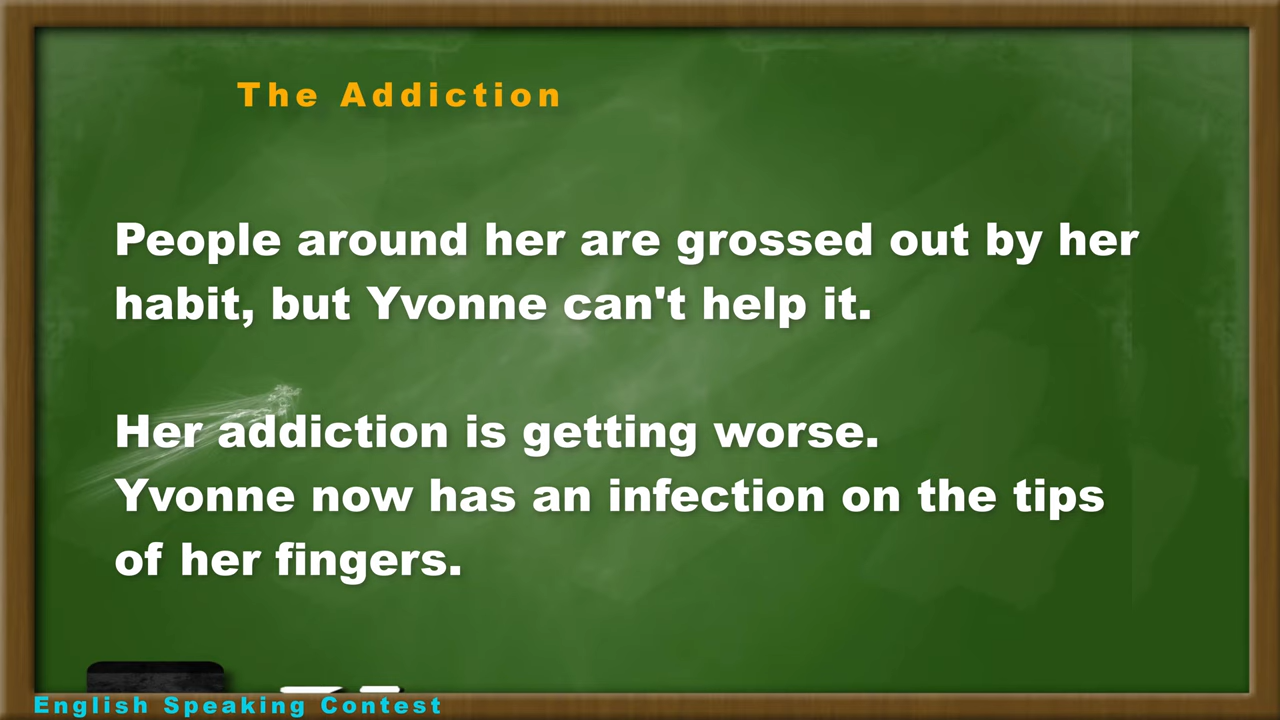 The Addiction
People around her are grossed out by her
habit, but Yvonne can't help it.
Her addiction is getting worse.
Yvonne now has an infection on the tips
of her fingers.
English Speaking Contest